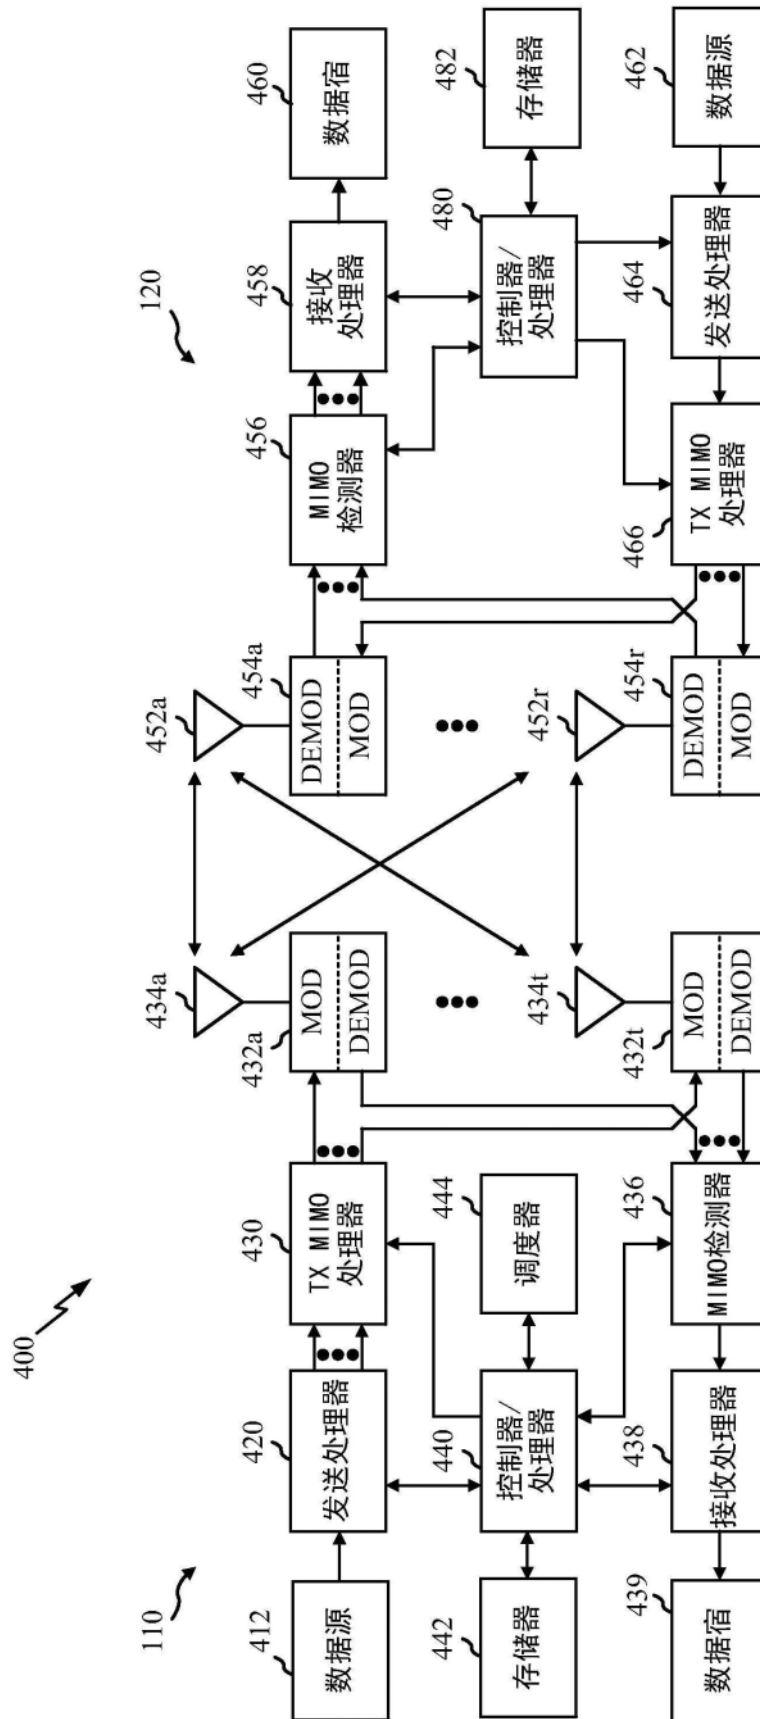 400
110
120
412
数据源
420
发送处理器
430
TX MIMO
处理器
432a
MOD
DEMOD
434a
452a
454a
DEMOD
MOD
456
MIMO
检测器
458
接收
处理器
460
数据宿
442
存储器
440
控制器/
处理器
444
调度器
480
控制器/
处理器
482
存储器
439
数据宿
438
接收处理器
436
MIMO检测器
432t
MOD
DEMOD
434t
452r
454r
DEMOD
MOD
466
TX MIMO
处理器
464
发送处理器
462
数据源